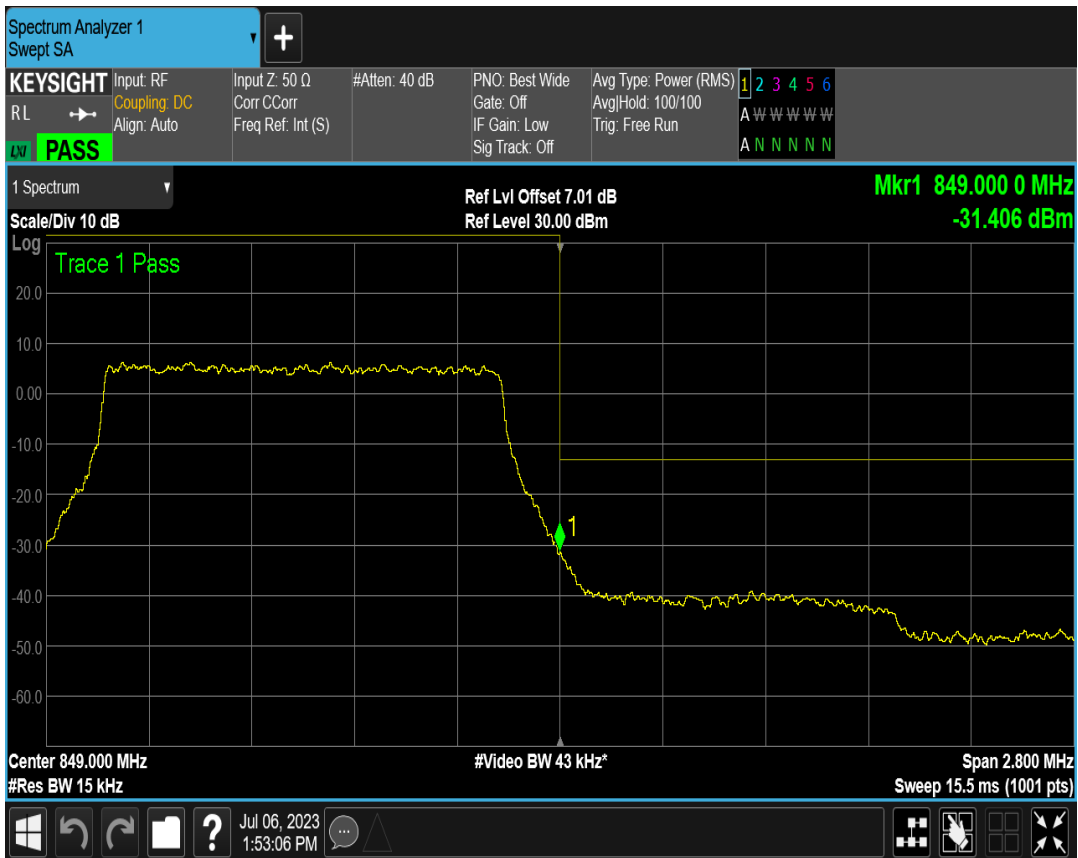 Spectrum Analyzer 1
Swept SA
+
KEYSIGHT
RL
LXI PASS
Input: RF
Coupling: DC
Align: Auto
Input Z: 50 Ω
Corr CCorr
Freq Ref: Int (S)
#Atten: 40 dB
PNO: Best Wide
Gate: Off
IF Gain: Low
Sig Track: Off
Avg Type: Power (RMS)
Avg|Hold: 100/100
Trig: Free Run
1 2 3 4 5 6
A W W W W W
A N N N N N
1 Spectrum
Scale/Div 10 dB
Ref Lvl Offset 7.01 dB
Ref Level 30.00 dBm
Mkr1 849.000 0 MHz
-31.406 dBm
Log
Trace 1 Pass
20.0
10.0
0.00
-10.0
-20.0
1
-30.0
-40.0
-50.0
-60.0
Center 849.000 MHz
#Video BW 43 kHz*
Span 2.800 MHz
#Res BW 15 kHz
Sweep 15.5 ms (1001 pts)
?
Jul 06, 2023
1:53:06 PM